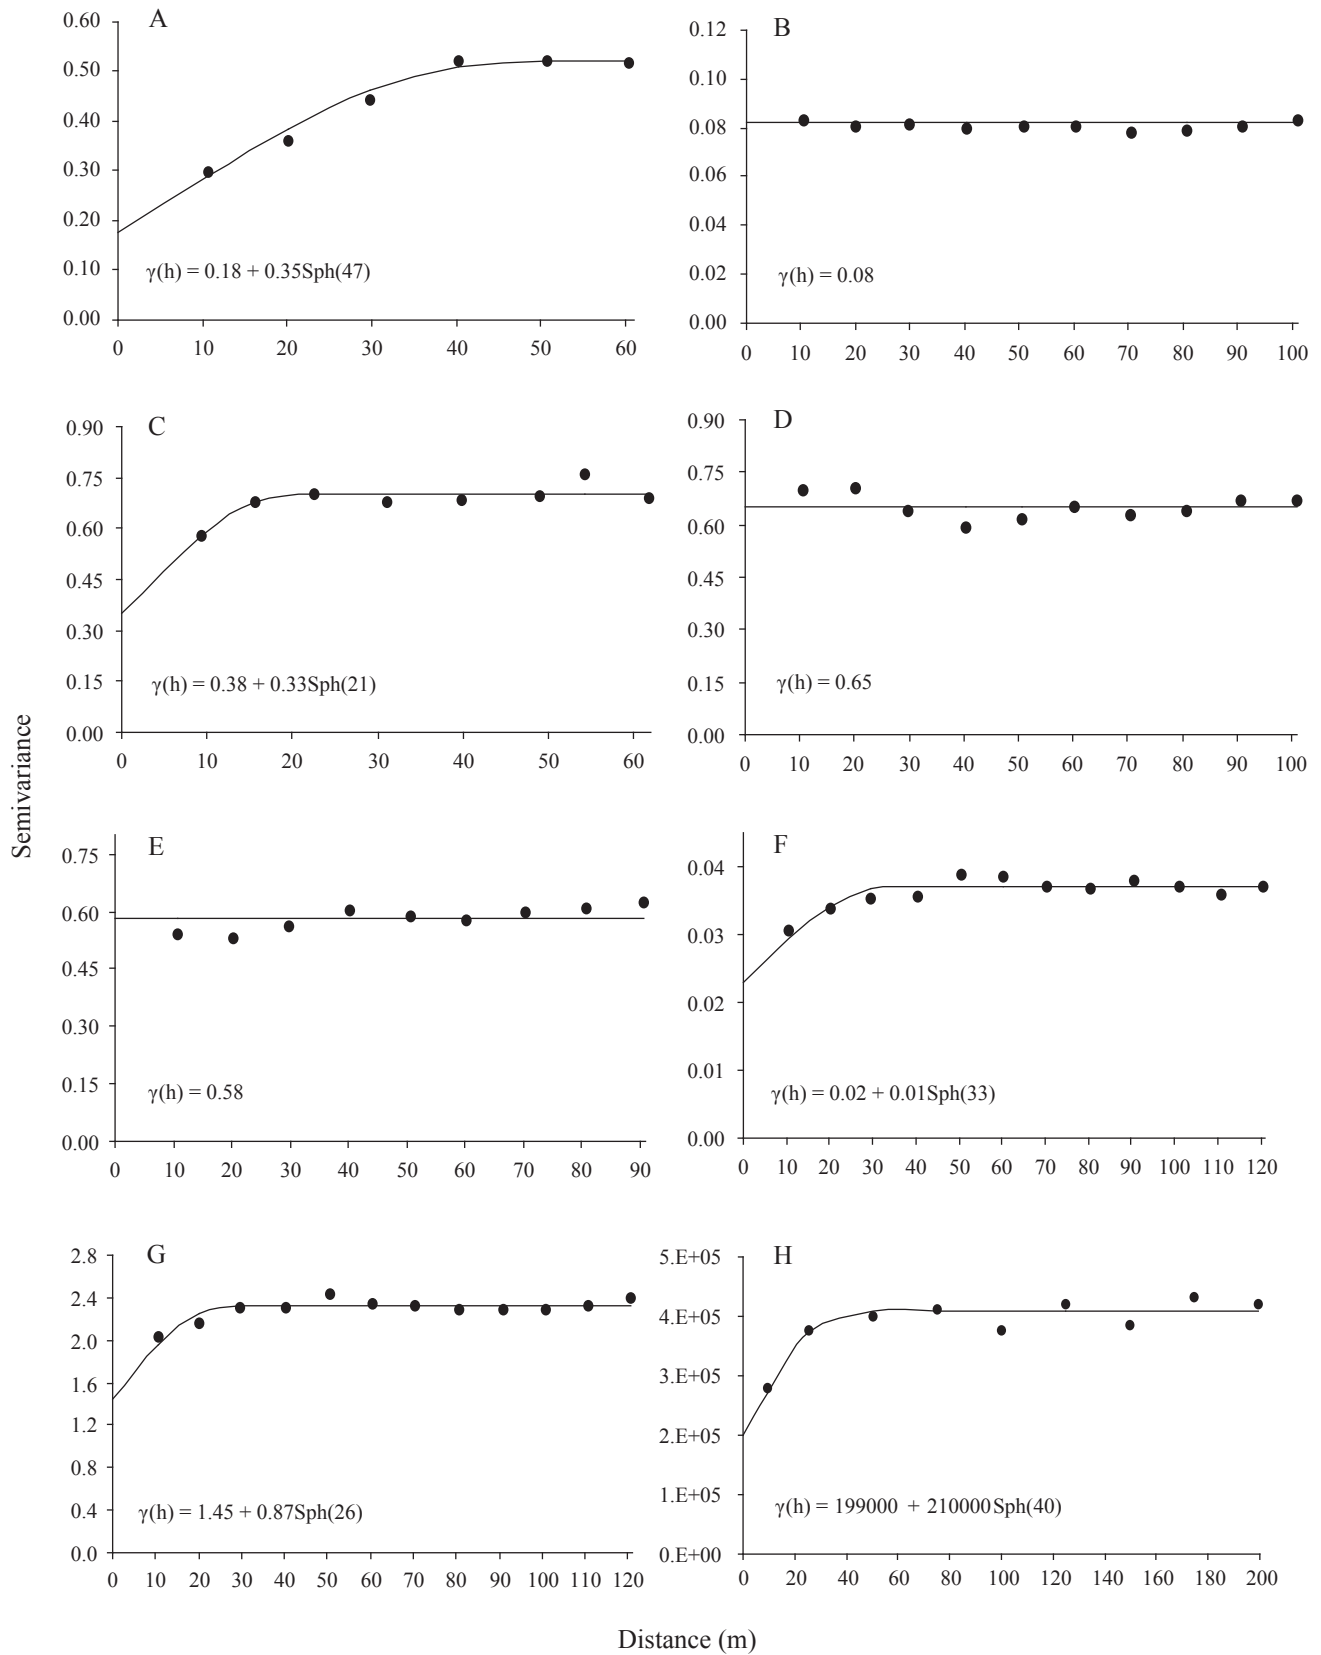 A
0.60
0.50
0.40
0.30
0.20
0.10
0.00
γ(h) = 0.18 + 0.35Sph(47)
0 10 20 30 40 50 60
B
0.12
0.10
0.08
0.06
0.04
0.02
0.00
γ(h) = 0.08
0 10 20 30 40 50 60 70 80 90 100
C
0.90
0.75
0.60
0.45
0.30
0.15
0.00
γ(h) = 0.38 + 0.33Sph(21)
0 10 20 30 40 50 60
D
0.90
0.75
0.60
0.45
0.30
0.15
0.00
γ(h) = 0.65
0 10 20 30 40 50 60 70 80 90 100
Semivariance
E
0.75
0.60
0.45
0.30
0.15
0.00
γ(h) = 0.58
0 10 20 30 40 50 60 70 80 90
F
0.04
0.03
0.02
0.01
0.00
γ(h) = 0.02 + 0.01Sph(33)
0 10 20 30 40 50 60 70 80 90 100 110 120
G
2.8
2.4
2.0
1.6
1.2
0.8
0.4
0.0
γ(h) = 1.45 + 0.87Sph(26)
0 10 20 30 40 50 60 70 80 90 100 110 120
H
5.E+05
4.E+05
3.E+05
2.E+05
1.E+05
0.E+00
γ(h) = 199000 + 210000Sph(40)
0 20 40 60 80 100 120 140 160 180 200
Distance (m)